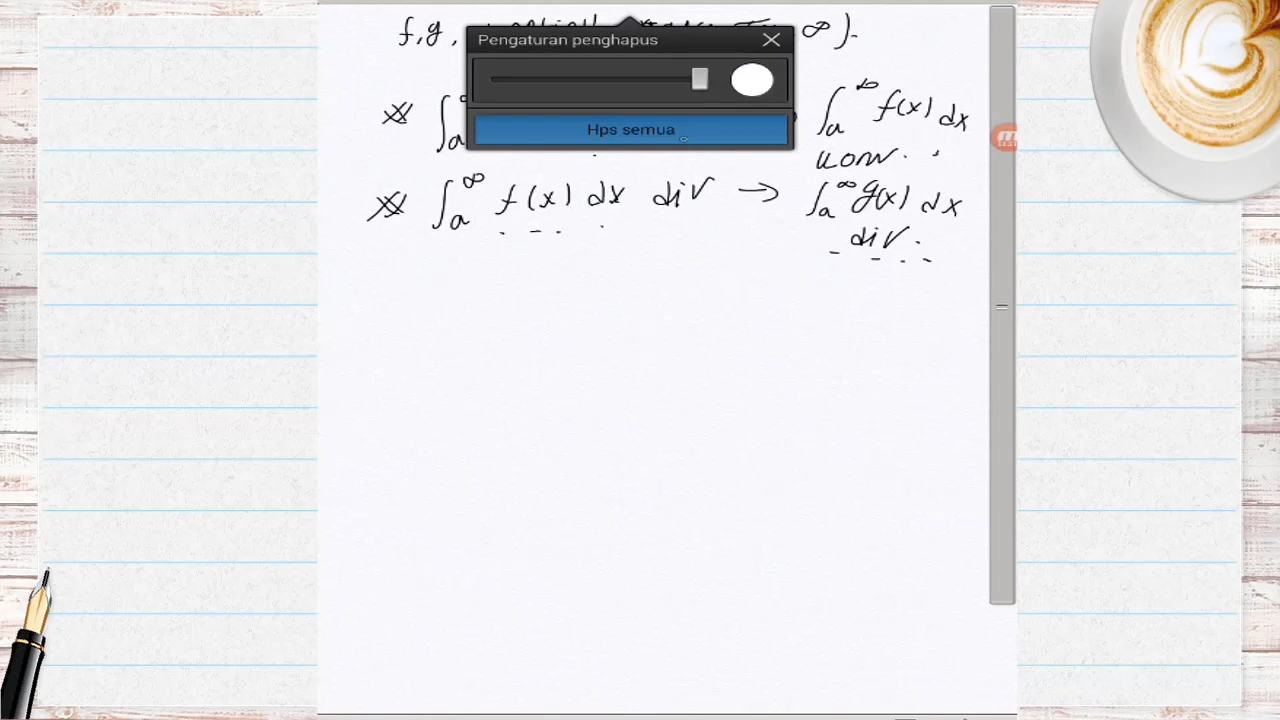 f, g, ∞ ).
Pengaturan penghapus
Hps semua
∫ₐ^∞ ∫ₐ^∞ f(x) dx
konv.
∫ₐ^∞ f(x) dx div → ∫ₐ^∞ g(x) dx
div.